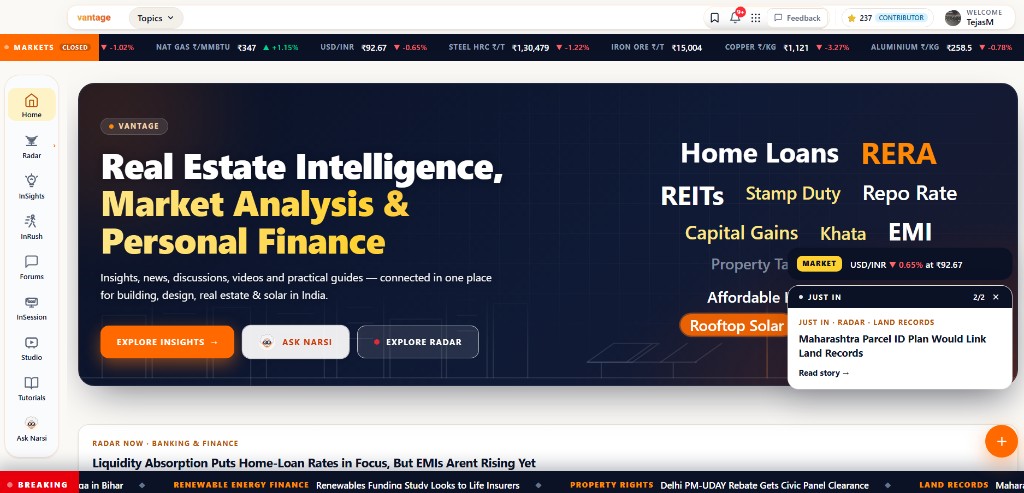 vantage
Topics
9+
Feedback
237 CONTRIBUTOR
WELCOME
TejasM
MARKETS CLOSED
▼ -1.02% NAT GAS ₹/MMBTU ₹347 ▲ +1.15% USD/INR ₹92.67 ▼ -0.65% STEEL HRC ₹/T ₹1,30,479 ▼ -1.22% IRON ORE ₹/T ₹15,004 COPPER ₹/KG ₹1,121 ▼ -3.27% ALUMINIUM ₹/KG ₹258.5 ▼ -0.78%
Home
Radar
InSights
InRush
Forums
InSession
Studio
Tutorials
Ask Narsi
VANTAGE
Real Estate Intelligence,
Market Analysis &
Personal Finance
Insights, news, discussions, videos and practical guides — connected in one place
for building, design, real estate & solar in India.
EXPLORE INSIGHTS →
ASK NARSI
EXPLORE RADAR
Home Loans RERA
REITs Stamp Duty Repo Rate
Capital Gains Khata EMI
Property Ta
Affordable
Rooftop Solar
MARKET USD/INR ▼ 0.65% at ₹92.67
JUST IN 2/2 ✕
JUST IN · RADAR · LAND RECORDS
Maharashtra Parcel ID Plan Would Link
Land Records
Read story →
RADAR NOW · BANKING & FINANCE
Liquidity Absorption Puts Home-Loan Rates in Focus, But EMIs Arent Rising Yet
+
BREAKING
in Bihar ◆ RENEWABLE ENERGY FINANCE Renewables Funding Study Looks to Life Insurers ◆ PROPERTY RIGHTS Delhi PM-UDAY Rebate Gets Civic Panel Clearance ◆ LAND RECORDS Mahar